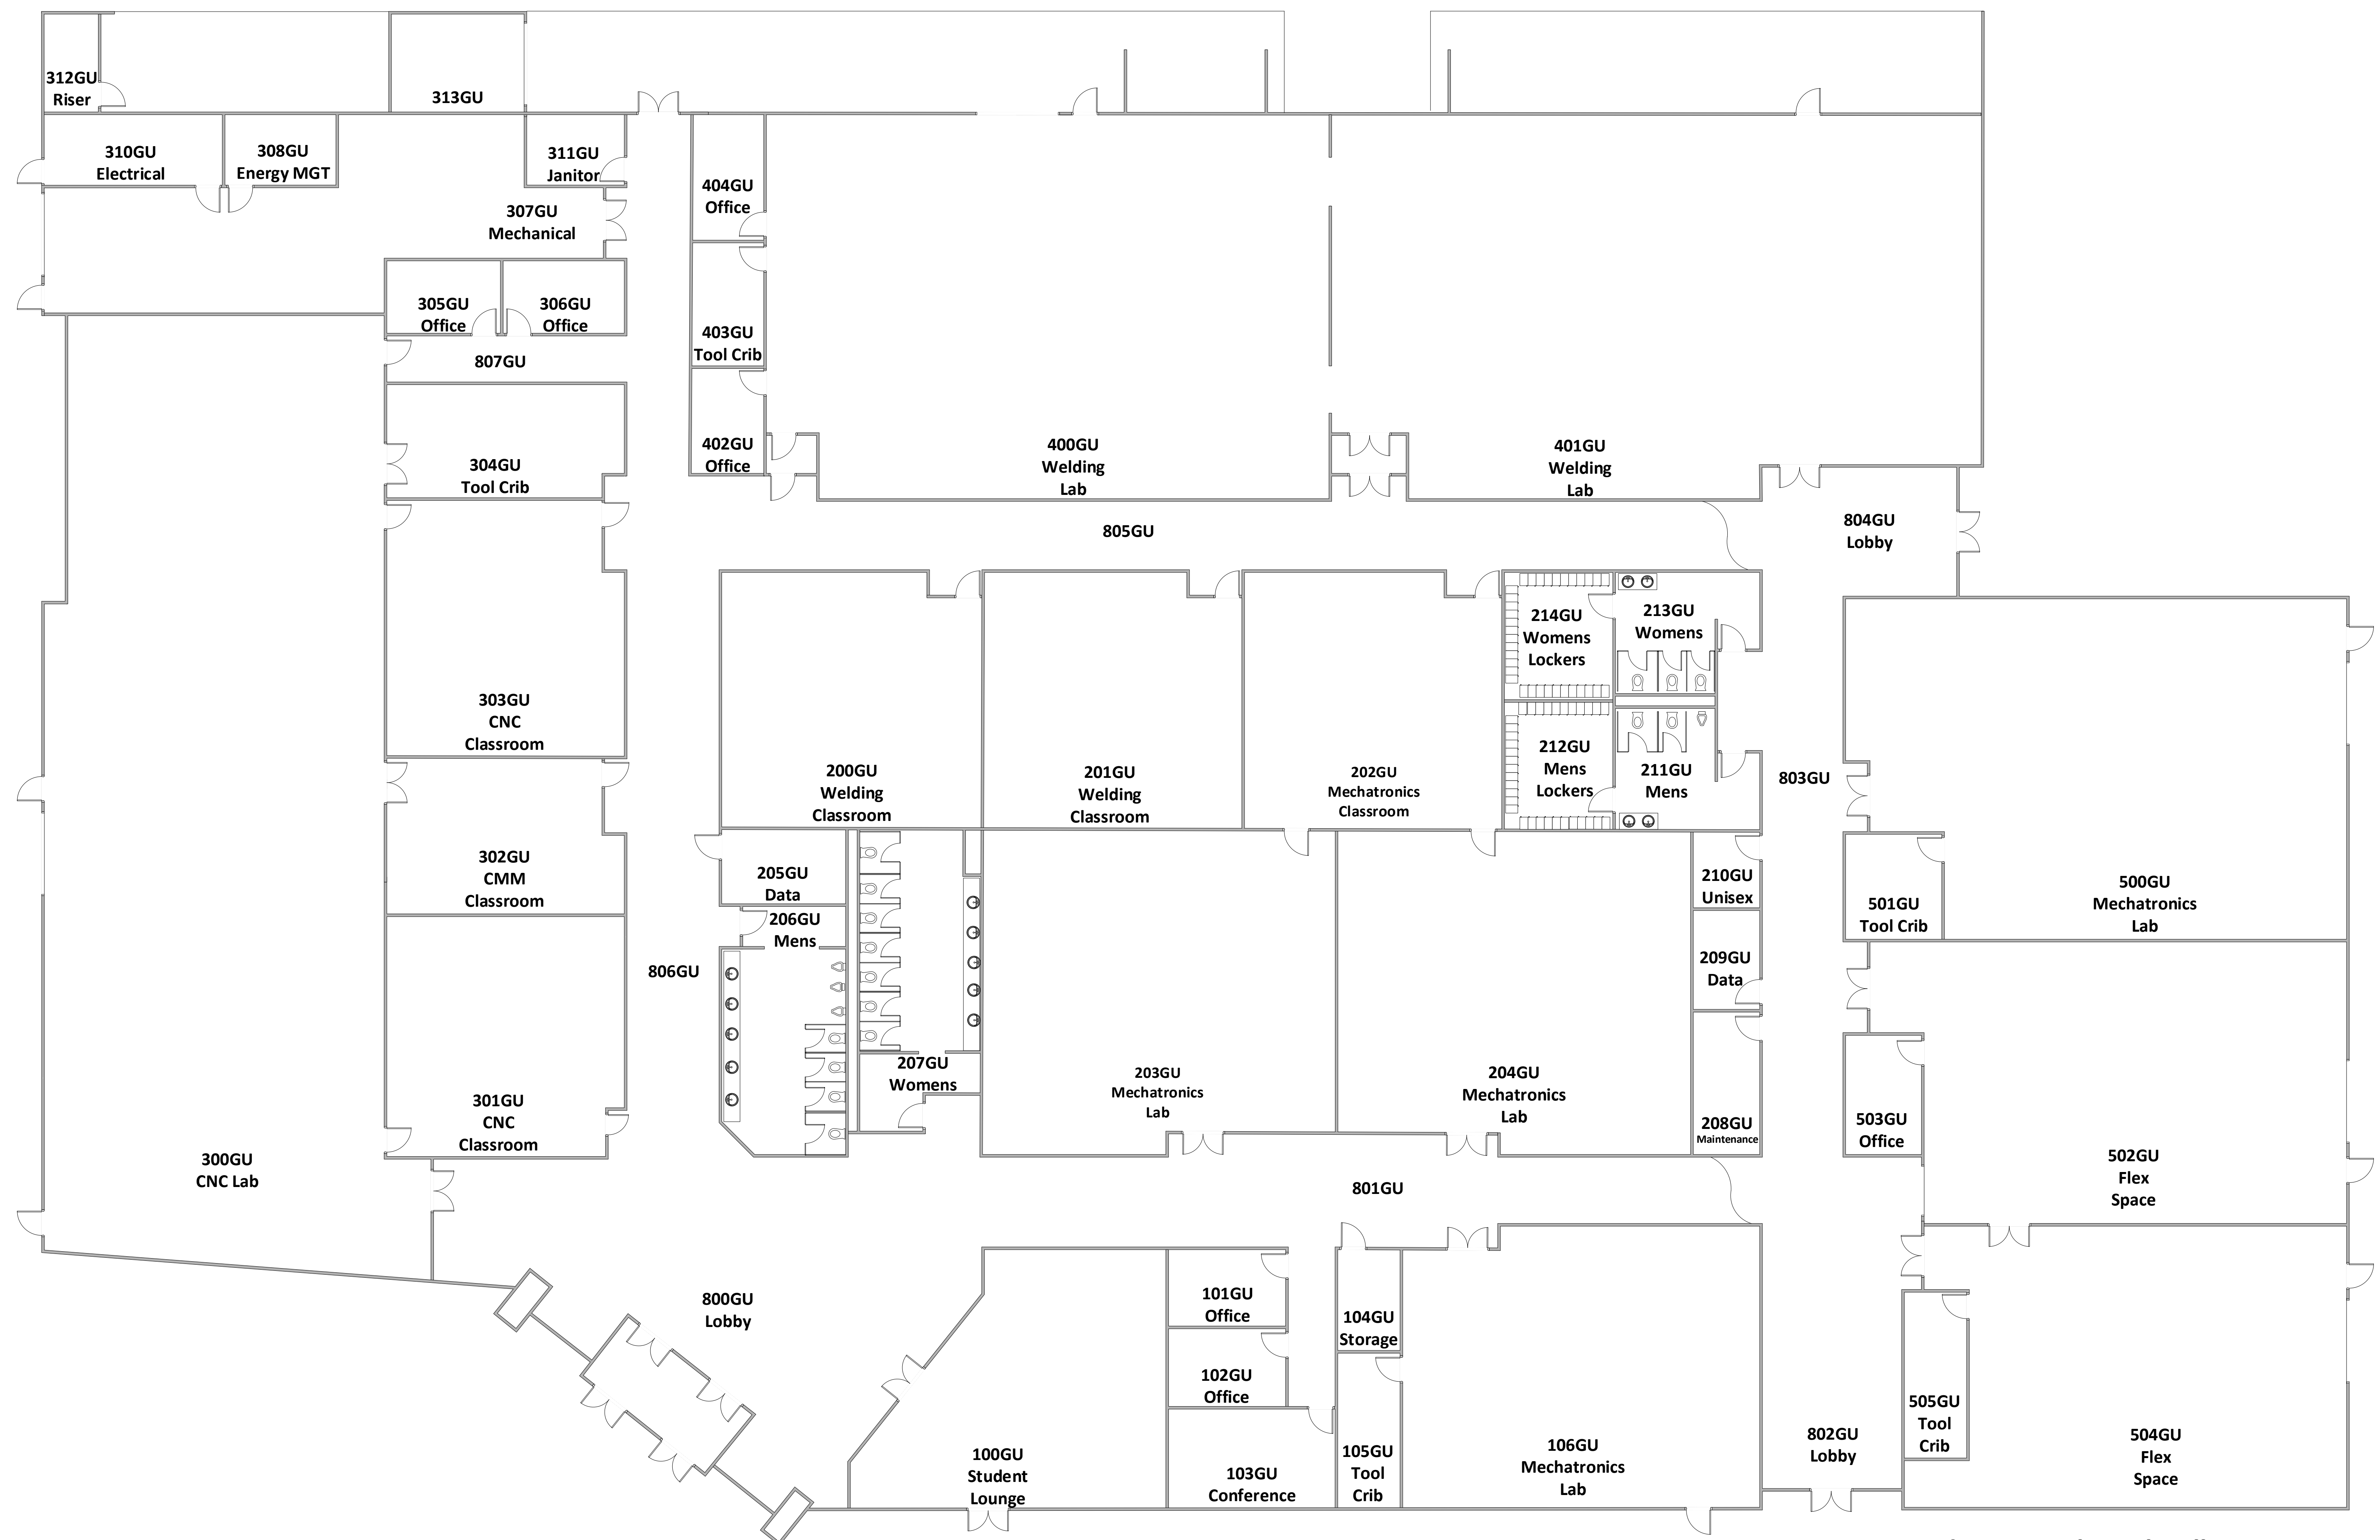 312GU
Riser
313GU
310GU
Electrical
308GU
Energy MGT
311GU
Janitor
307GU
Mechanical
305GU
Office
306GU
Office
807GU
304GU
Tool Crib
303GU
CNC
Classroom
302GU
CMM
Classroom
301GU
CNC
Classroom
300GU
CNC Lab
404GU
Office
403GU
Tool Crib
402GU
Office
400GU
Welding
Lab
401GU
Welding
Lab
805GU
804GU
Lobby
200GU
Welding
Classroom
201GU
Welding
Classroom
202GU
Mechatronics
Classroom
214GU
Womens
Lockers
213GU
Womens
212GU
Mens
Lockers
211GU
Mens
803GU
205GU
Data
206GU
Mens
806GU
207GU
Womens
203GU
Mechatronics
Lab
204GU
Mechatronics
Lab
210GU
Unisex
209GU
Data
208GU
Maintenance
500GU
Mechatronics
Lab
501GU
Tool Crib
503GU
Office
502GU
Flex
Space
801GU
800GU
Lobby
100GU
Student
Lounge
101GU
Office
102GU
Office
103GU
Conference
104GU
Storage
105GU
Tool
Crib
106GU
Mechatronics
Lab
802GU
Lobby
505GU
Tool
Crib
504GU
Flex
Space